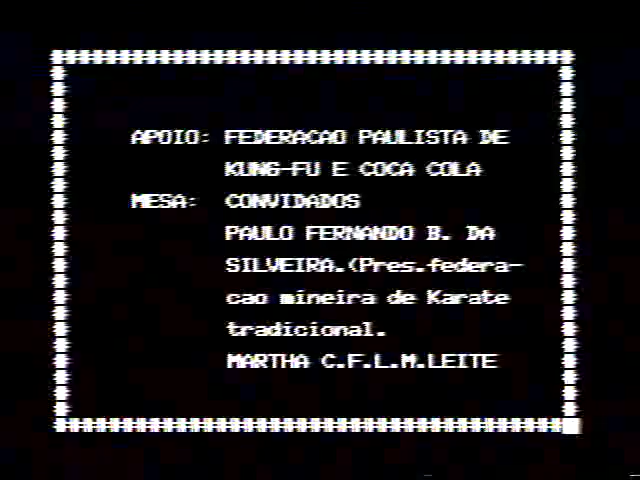 APOIO: FEDERACAO PAULISTA DE
KUNG-FU E COCA COLA
MESA: CONVIDADOS
PAULO FERNANDO B. DA
SILVEIRA.(Pres.federa-
cao mineira de Karate
tradicional.
MARTHA C.F.L.M.LEITE